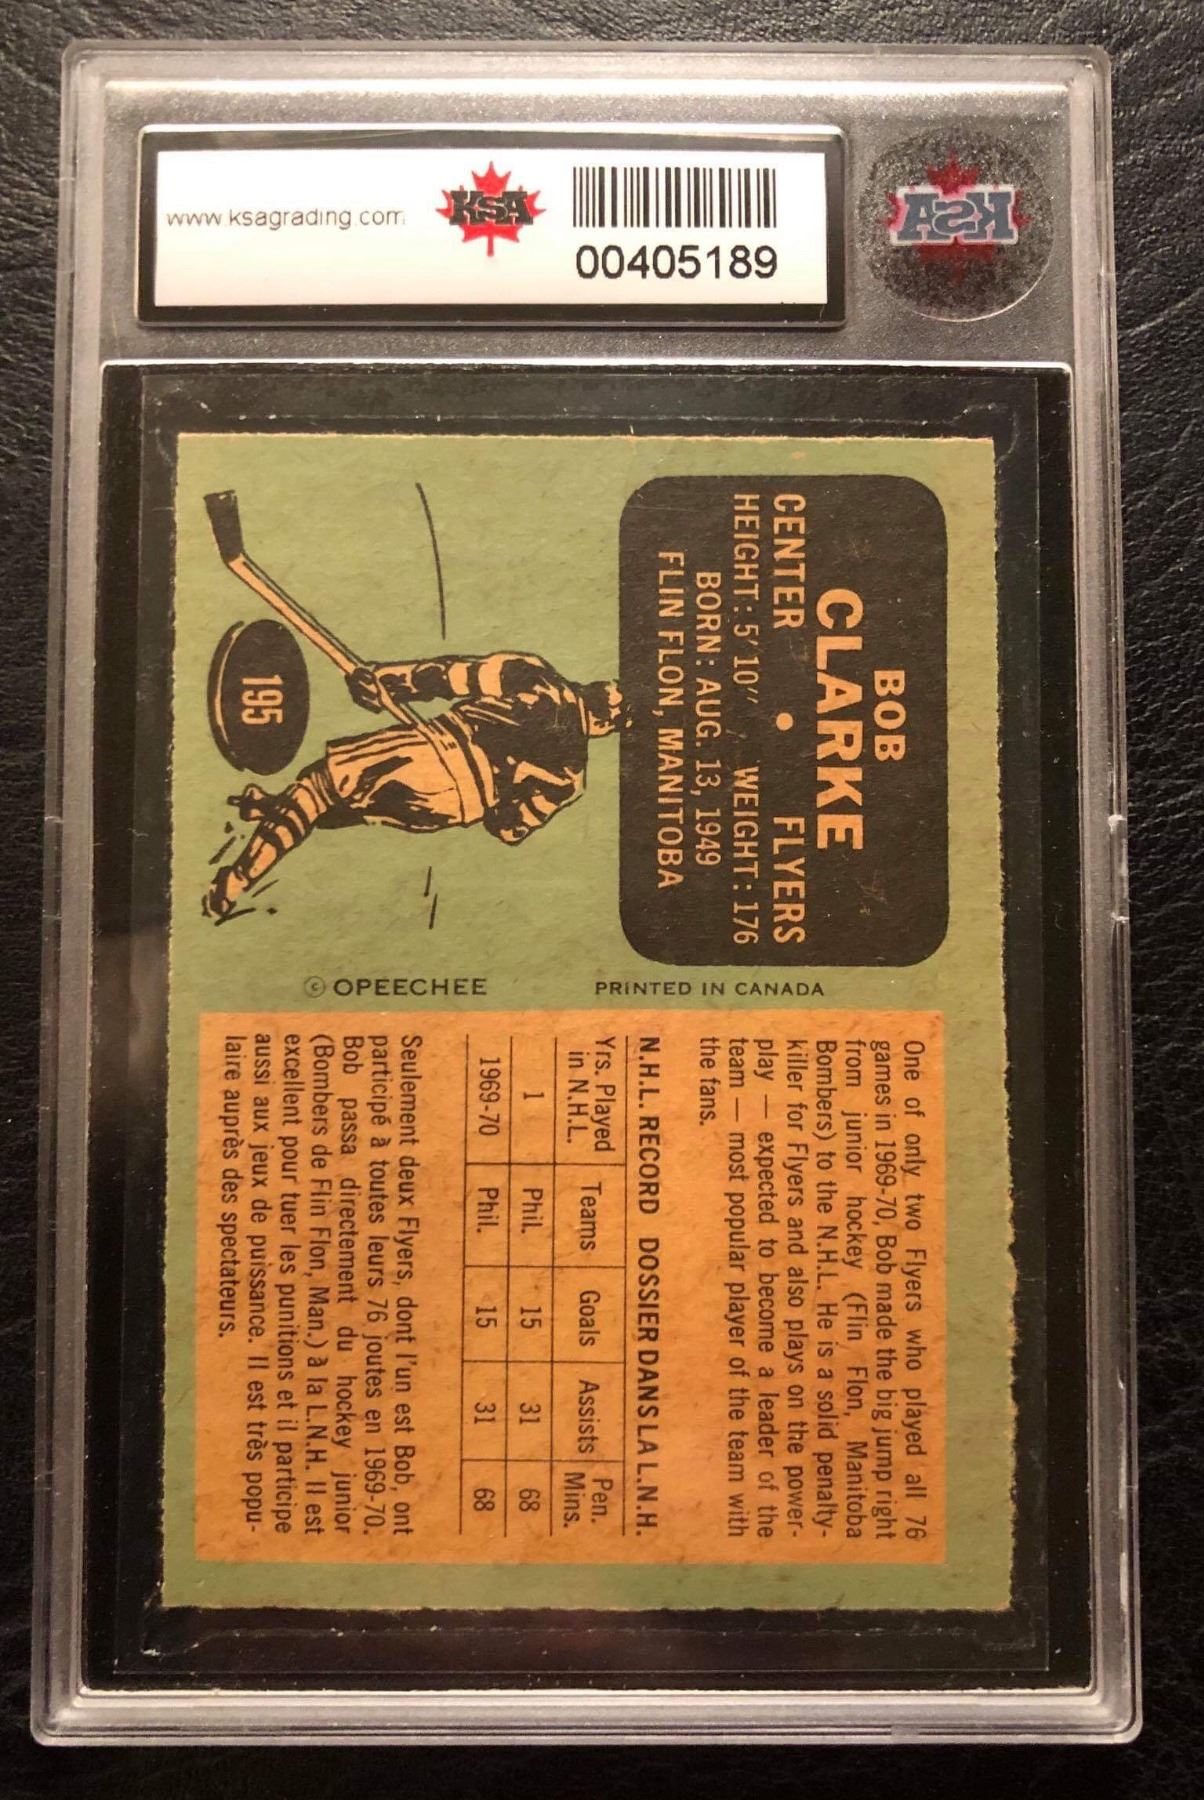 www.ksagrading.com
KSA
00405189
KSA
BOB
CLARKE
CENTER • FLYERS
HEIGHT: 5'10" WEIGHT: 176
BORN: AUG. 13, 1949
FLIN FLON, MANITOBA
195
© OPEECHEE PRINTED IN CANADA
One of only two Flyers who played all 76
games in 1969-70, Bob made the big jump right
from junior hockey (Flin Flon, Manitoba
Bombers) to the N.H.L. He is a solid penalty-
killer for Flyers and also plays on the power-
play — expected to become a leader of the
team — most popular player of the team with
the fans.
N.H.L. RECORD DOSSIER DANS LA L.N.H.
Yrs. Played in N.H.L. Teams Goals Assists Pen. Mins.
1 Phil. 15 31 68
1969-70 Phil. 15 31 68
Seulement deux Flyers, dont l'un est Bob, ont
participé à toutes leurs 76 joutes en 1969-70.
Bob passa directement du hockey junior
(Bombers de Flin Flon, Man.) à la L.N.H. Il est
excellent pour tuer les punitions et il participe
aussi aux jeux de puissance. Il est très popu-
laire auprès des spectateurs.